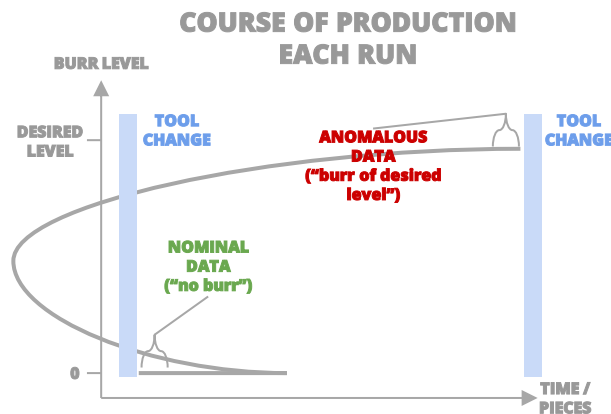 COURSE OF PRODUCTION
EACH RUN
BURR LEVEL
DESIRED
LEVEL
TOOL
CHANGE
ANOMALOUS
DATA
(“burr of desired
level”)
TOOL
CHANGE
NOMINAL
DATA
(“no burr”)
0
TIME /
PIECES